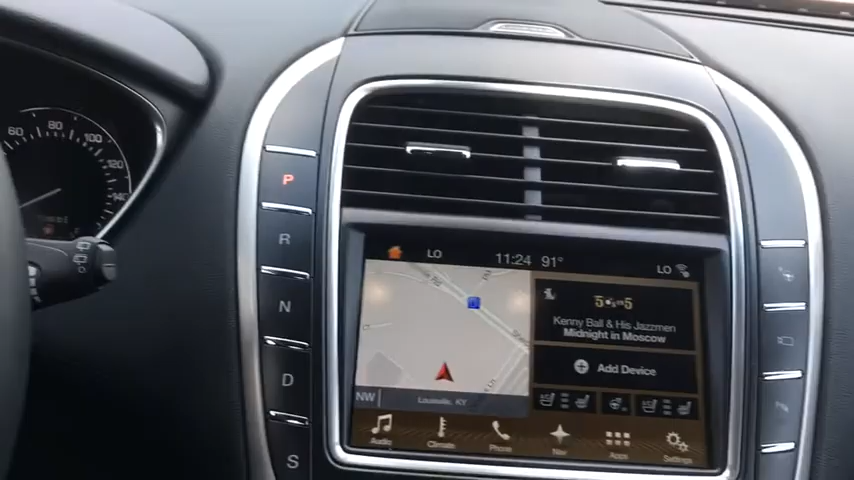 60
80
100
120
140
P
R
N
D
S
LO
11:24 91°
LO
Kenny Ball & His Jazzmen
Midnight in Moscow
Add Device
NW
Louisville, KY
Audio
Climate
Phone
Nav
Apps
Settings